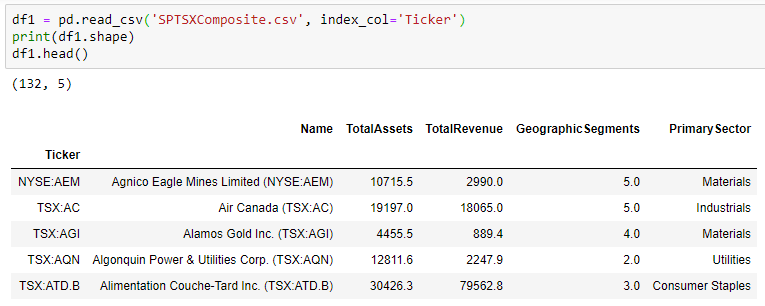 df1 = pd.read_csv('SPTSXComposite.csv', index_col='Ticker')
print(df1.shape)
df1.head()
(132, 5)
Name TotalAssets TotalRevenue GeographicSegments PrimarySector
Ticker
NYSE:AEM Agnico Eagle Mines Limited (NYSE:AEM) 10715.5 2990.0 5.0 Materials
TSX:AC Air Canada (TSX:AC) 19197.0 18065.0 5.0 Industrials
TSX:AGI Alamos Gold Inc. (TSX:AGI) 4455.5 889.4 4.0 Materials
TSX:AQN Algonquin Power & Utilities Corp. (TSX:AQN) 12811.6 2247.9 2.0 Utilities
TSX:ATD.B Alimentation Couche-Tard Inc. (TSX:ATD.B) 30426.3 79562.8 3.0 Consumer Staples